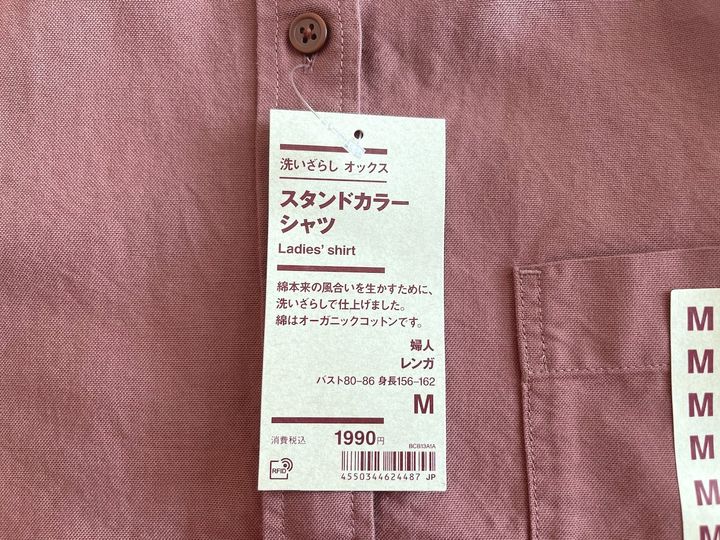 洗いざらし オックス
スタンドカラー
シャツ
Ladies' shirt
綿本来の風合いを生かすために、
洗いざらしで仕上げました。
綿はオーガニックコットンです。
婦人
レンガ
バスト80-86 身長156-162
M
消費税込 1990円 BCB13A1A
RFID
4550344624487 JP
M
M
M
M
M
M